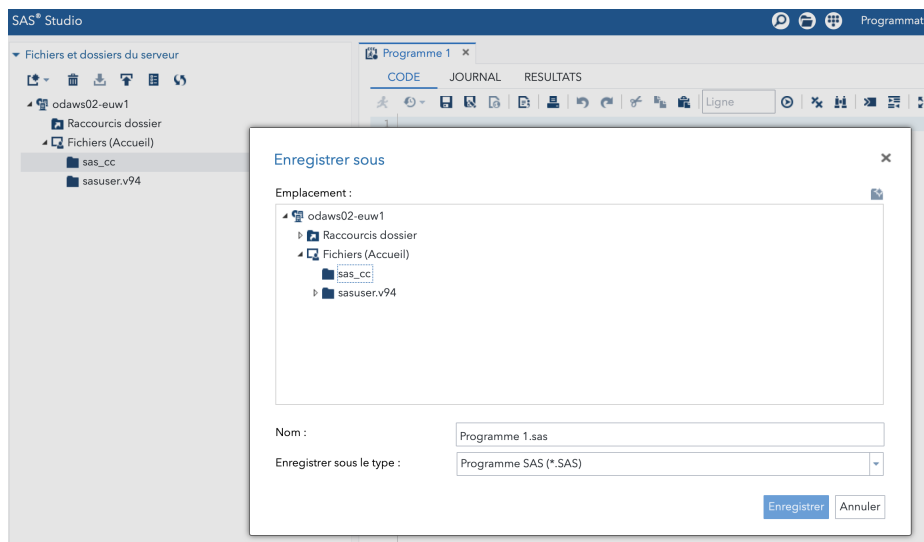 SAS® Studio
Programmat
Fichiers et dossiers du serveur
odaws02-euw1
Raccourcis dossier
Fichiers (Accueil)
sas_cc
sasuser.v94
Programme 1
CODE JOURNAL RESULTATS
Ligne
1
Enregistrer sous
Emplacement :
odaws02-euw1
Raccourcis dossier
Fichiers (Accueil)
sas_cc
sasuser.v94
Nom :
Programme 1.sas
Enregistrer sous le type :
Programme SAS (*.SAS)
Enregistrer Annuler